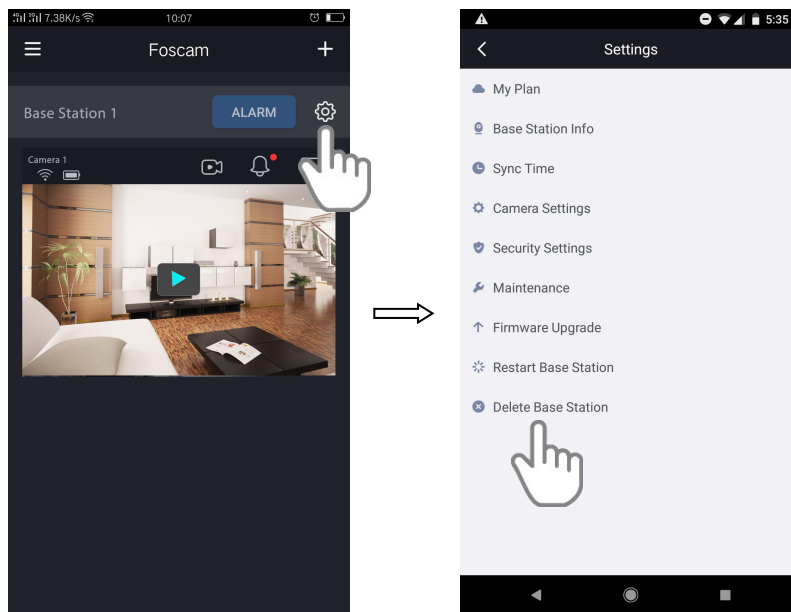 7.38K/s 10:07
Foscam
Base Station 1 ALARM
Camera 1
5:35
Settings
My Plan
Base Station Info
Sync Time
Camera Settings
Security Settings
Maintenance
Firmware Upgrade
Restart Base Station
Delete Base Station